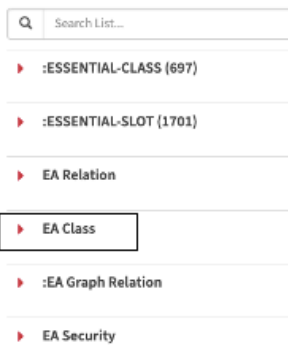 Search List...
:ESSENTIAL-CLASS (697)
:ESSENTIAL-SLOT (1701)
EA Relation
EA Class
:EA Graph Relation
EA Security